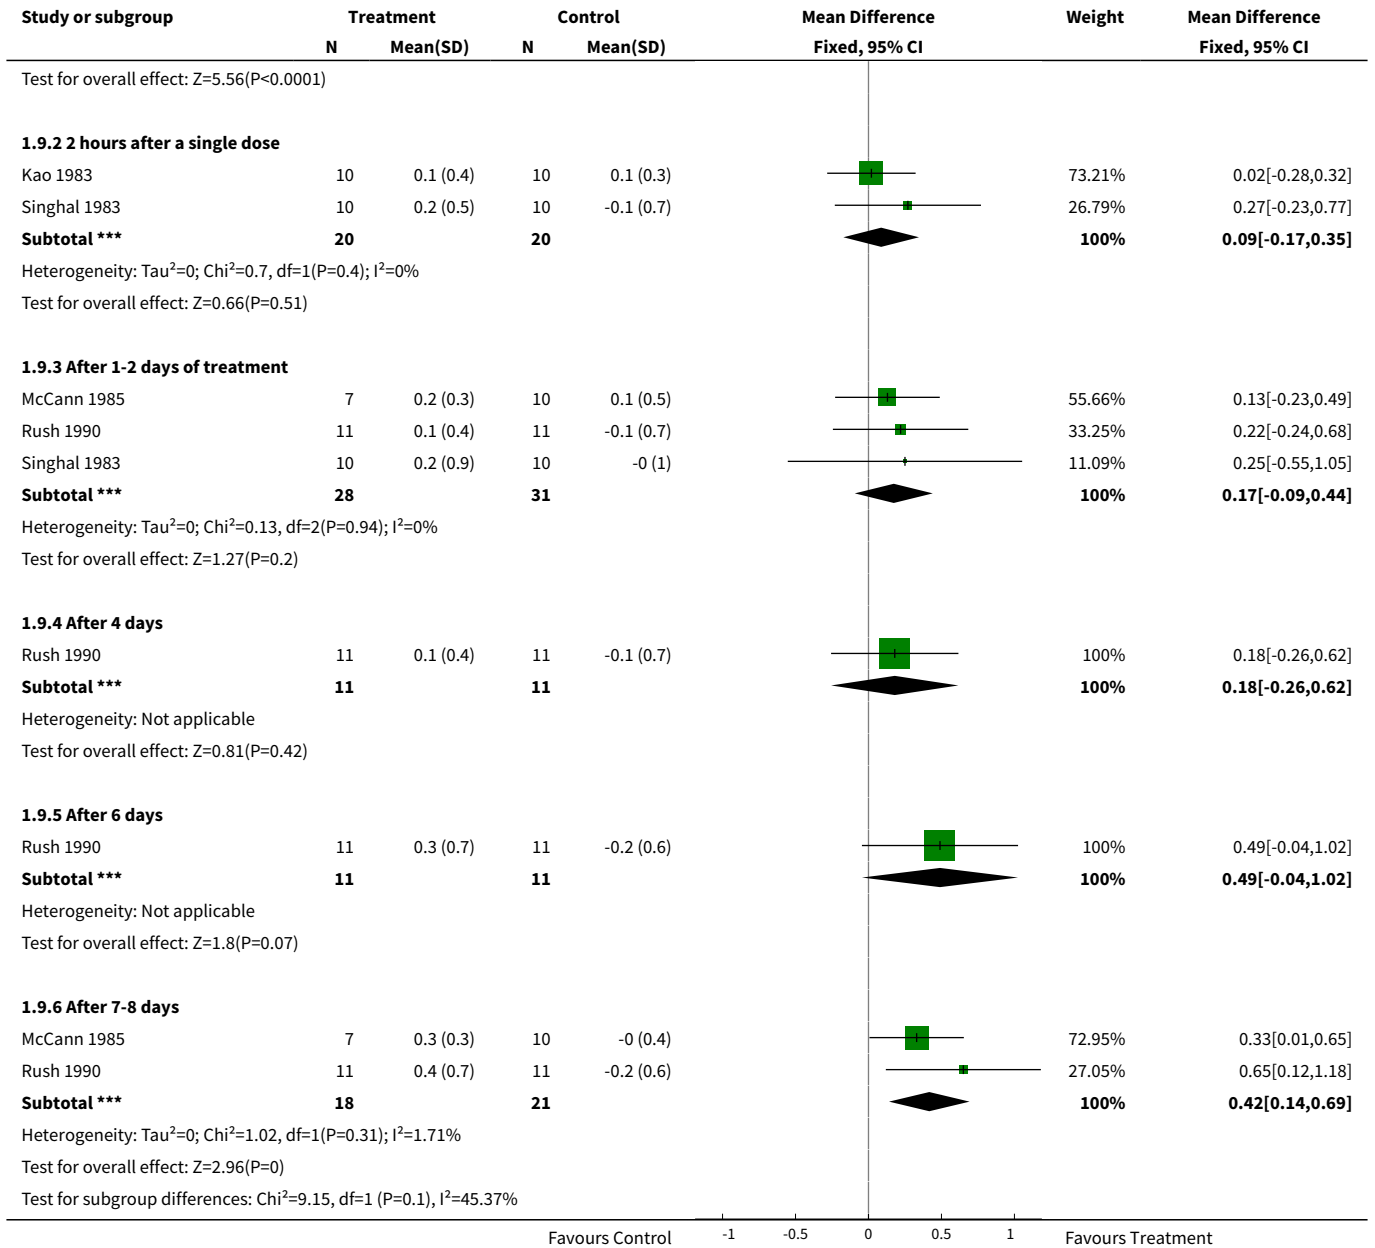 Study or subgroup Treatment Control Mean Difference Weight Mean Difference
N Mean(SD) N Mean(SD) Fixed, 95% CI Fixed, 95% CI
Test for overall effect: Z=5.56(P<0.0001)
1.9.2 2 hours after a single dose
Kao 1983 10 0.1 (0.4) 10 0.1 (0.3) 73.21% 0.02[-0.28,0.32]
Singhal 1983 10 0.2 (0.5) 10 -0.1 (0.7) 26.79% 0.27[-0.23,0.77]
Subtotal *** 20 20 100% 0.09[-0.17,0.35]
Heterogeneity: Tau²=0; Chi²=0.7, df=1(P=0.4); I²=0%
Test for overall effect: Z=0.66(P=0.51)
1.9.3 After 1-2 days of treatment
McCann 1985 7 0.2 (0.3) 10 0.1 (0.5) 55.66% 0.13[-0.23,0.49]
Rush 1990 11 0.1 (0.4) 11 -0.1 (0.7) 33.25% 0.22[-0.24,0.68]
Singhal 1983 10 0.2 (0.9) 10 -0 (1) 11.09% 0.25[-0.55,1.05]
Subtotal *** 28 31 100% 0.17[-0.09,0.44]
Heterogeneity: Tau²=0; Chi²=0.13, df=2(P=0.94); I²=0%
Test for overall effect: Z=1.27(P=0.2)
1.9.4 After 4 days
Rush 1990 11 0.1 (0.4) 11 -0.1 (0.7) 100% 0.18[-0.26,0.62]
Subtotal *** 11 11 100% 0.18[-0.26,0.62]
Heterogeneity: Not applicable
Test for overall effect: Z=0.81(P=0.42)
1.9.5 After 6 days
Rush 1990 11 0.3 (0.7) 11 -0.2 (0.6) 100% 0.49[-0.04,1.02]
Subtotal *** 11 11 100% 0.49[-0.04,1.02]
Heterogeneity: Not applicable
Test for overall effect: Z=1.8(P=0.07)
1.9.6 After 7-8 days
McCann 1985 7 0.3 (0.3) 10 -0 (0.4) 72.95% 0.33[0.01,0.65]
Rush 1990 11 0.4 (0.7) 11 -0.2 (0.6) 27.05% 0.65[0.12,1.18]
Subtotal *** 18 21 100% 0.42[0.14,0.69]
Heterogeneity: Tau²=0; Chi²=1.02, df=1(P=0.31); I²=1.71%
Test for overall effect: Z=2.96(P=0)
Test for subgroup differences: Chi²=9.15, df=1 (P=0.1), I²=45.37%
Favours Control -1 -0.5 0 0.5 1 Favours Treatment